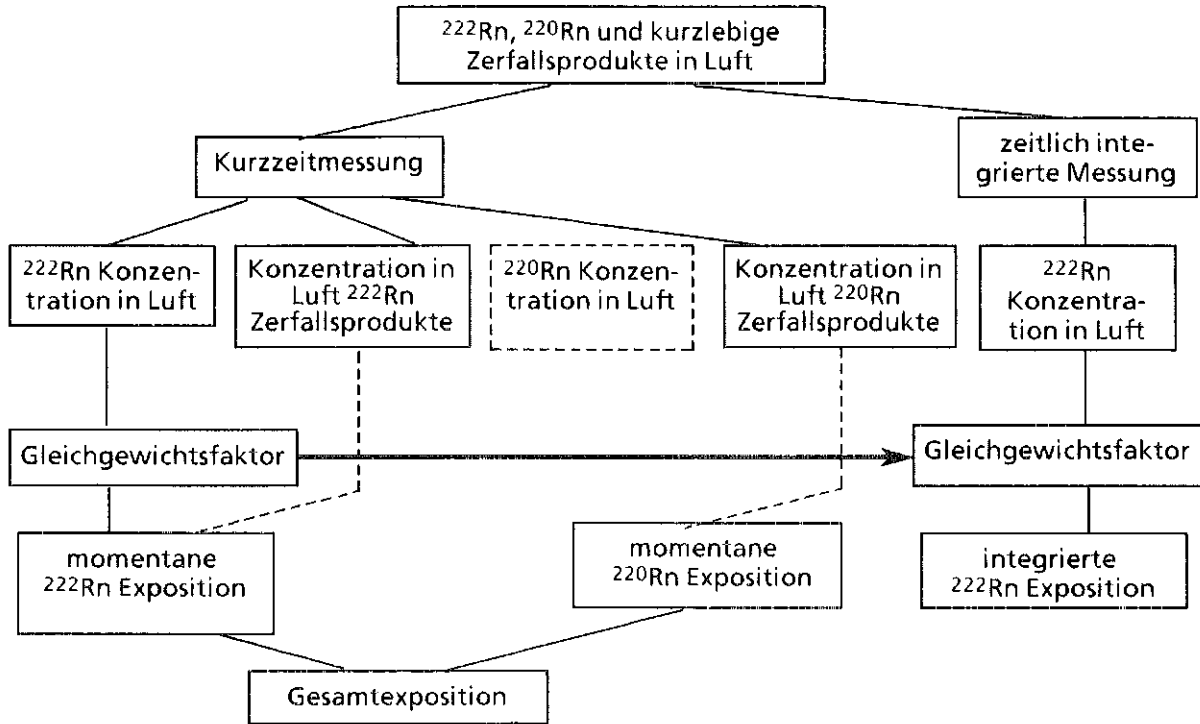 ²²²Rn, ²²⁰Rn und kurzlebige
Zerfallsprodukte in Luft
Kurzzeitmessung
zeitlich inte-
grierte Messung
²²²Rn Konzen-
tration in Luft
Konzentration in
Luft ²²²Rn
Zerfallsprodukte
²²⁰Rn Konzen-
tration in Luft
Konzentration in
Luft ²²⁰Rn
Zerfallsprodukte
²²²Rn
Konzentra-
tion in Luft
Gleichgewichtsfaktor
Gleichgewichtsfaktor
momentane
²²²Rn Exposition
momentane
²²⁰Rn Exposition
integrierte
²²²Rn Exposition
Gesamtexposition